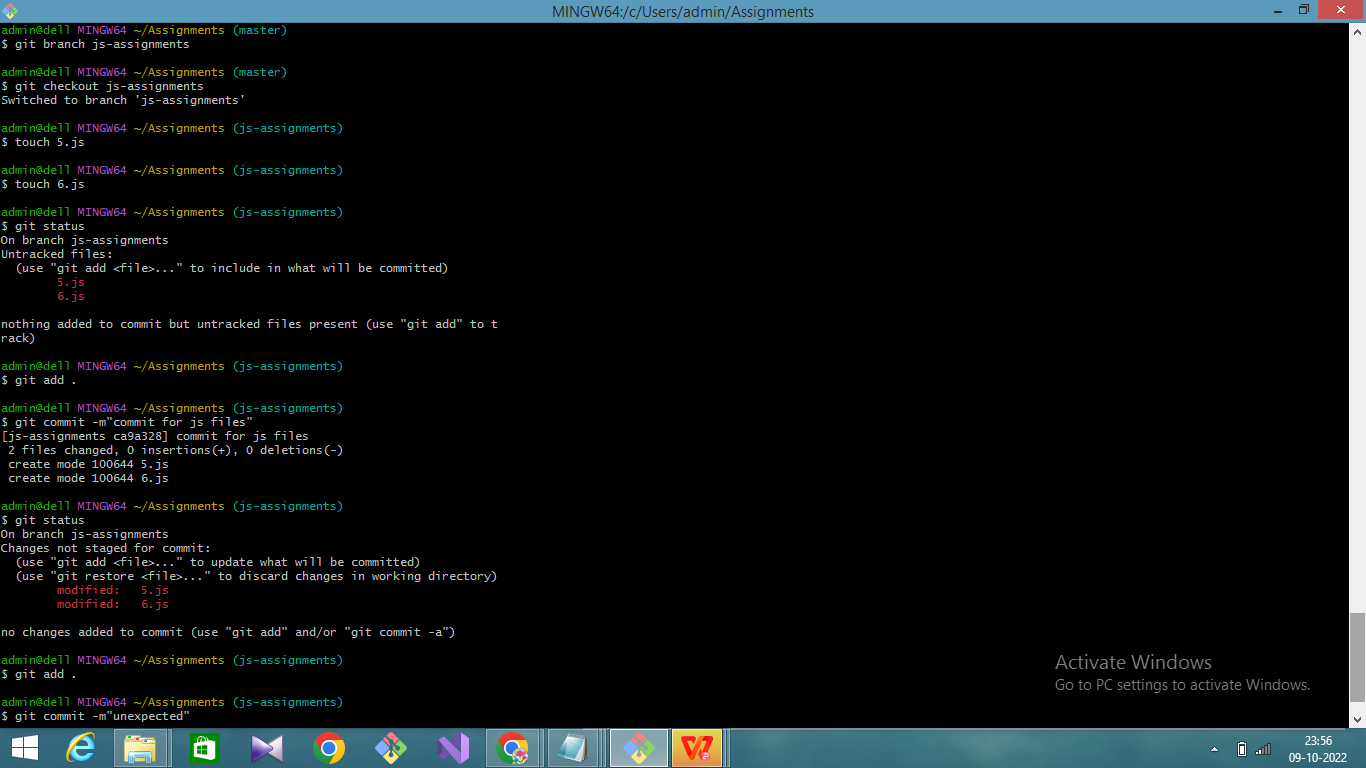 MINGW64:/c/Users/admin/Assignments
admin@dell MINGW64 ~/Assignments (master)
$ git branch js-assignments
admin@dell MINGW64 ~/Assignments (master)
$ git checkout js-assignments
Switched to branch 'js-assignments'
admin@dell MINGW64 ~/Assignments (js-assignments)
$ touch 5.js
admin@dell MINGW64 ~/Assignments (js-assignments)
$ touch 6.js
admin@dell MINGW64 ~/Assignments (js-assignments)
$ git status
On branch js-assignments
Untracked files:
  (use "git add <file>..." to include in what will be committed)
        5.js
        6.js
nothing added to commit but untracked files present (use "git add" to t
rack)
admin@dell MINGW64 ~/Assignments (js-assignments)
$ git add .
admin@dell MINGW64 ~/Assignments (js-assignments)
$ git commit -m"commit for js files"
[js-assignments ca9a328] commit for js files
 2 files changed, 0 insertions(+), 0 deletions(-)
 create mode 100644 5.js
 create mode 100644 6.js
admin@dell MINGW64 ~/Assignments (js-assignments)
$ git status
On branch js-assignments
Changes not staged for commit:
  (use "git add <file>..." to update what will be committed)
  (use "git restore <file>..." to discard changes in working directory)
        modified:   5.js
        modified:   6.js
no changes added to commit (use "git add" and/or "git commit -a")
admin@dell MINGW64 ~/Assignments (js-assignments)
$ git add .
admin@dell MINGW64 ~/Assignments (js-assignments)
$ git commit -m"unexpected"
Activate Windows
Go to PC settings to activate Windows.
23:56
09-10-2022